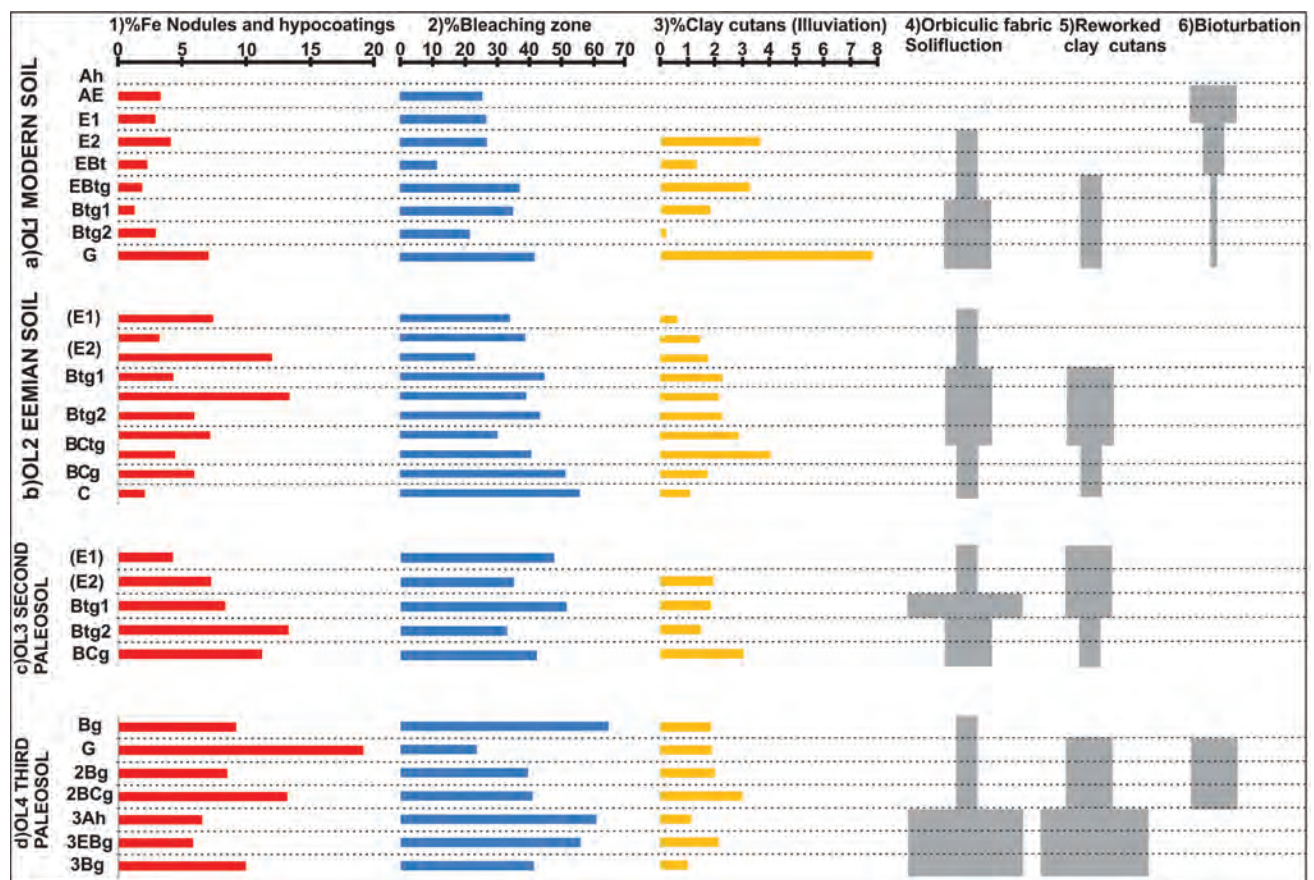 1)%Fe Nodules and hypocoatings 2)%Bleaching zone 3)%Clay cutans (Illuviation) 4)Orbiculic fabric 5)Reworked 6)Bioturbation
Solifluction clay cutans
0 5 10 15 20 0 10 20 30 40 50 60 70 0 1 2 3 4 5 6 7 8
a)OL1 MODERN SOIL
Ah
AE
E1
E2
EBt
EBtg
Btg1
Btg2
G
b)OL2 EEMIAN SOIL
(E1)
(E2)
Btg1
Btg2
BCtg
BCg
C
c)OL3 SECOND
PALEOSOL
(E1)
(E2)
Btg1
Btg2
BCg
d)OL4 THIRD
PALEOSOL
Bg
G
2Bg
2BCg
3Ah
3EBg
3Bg